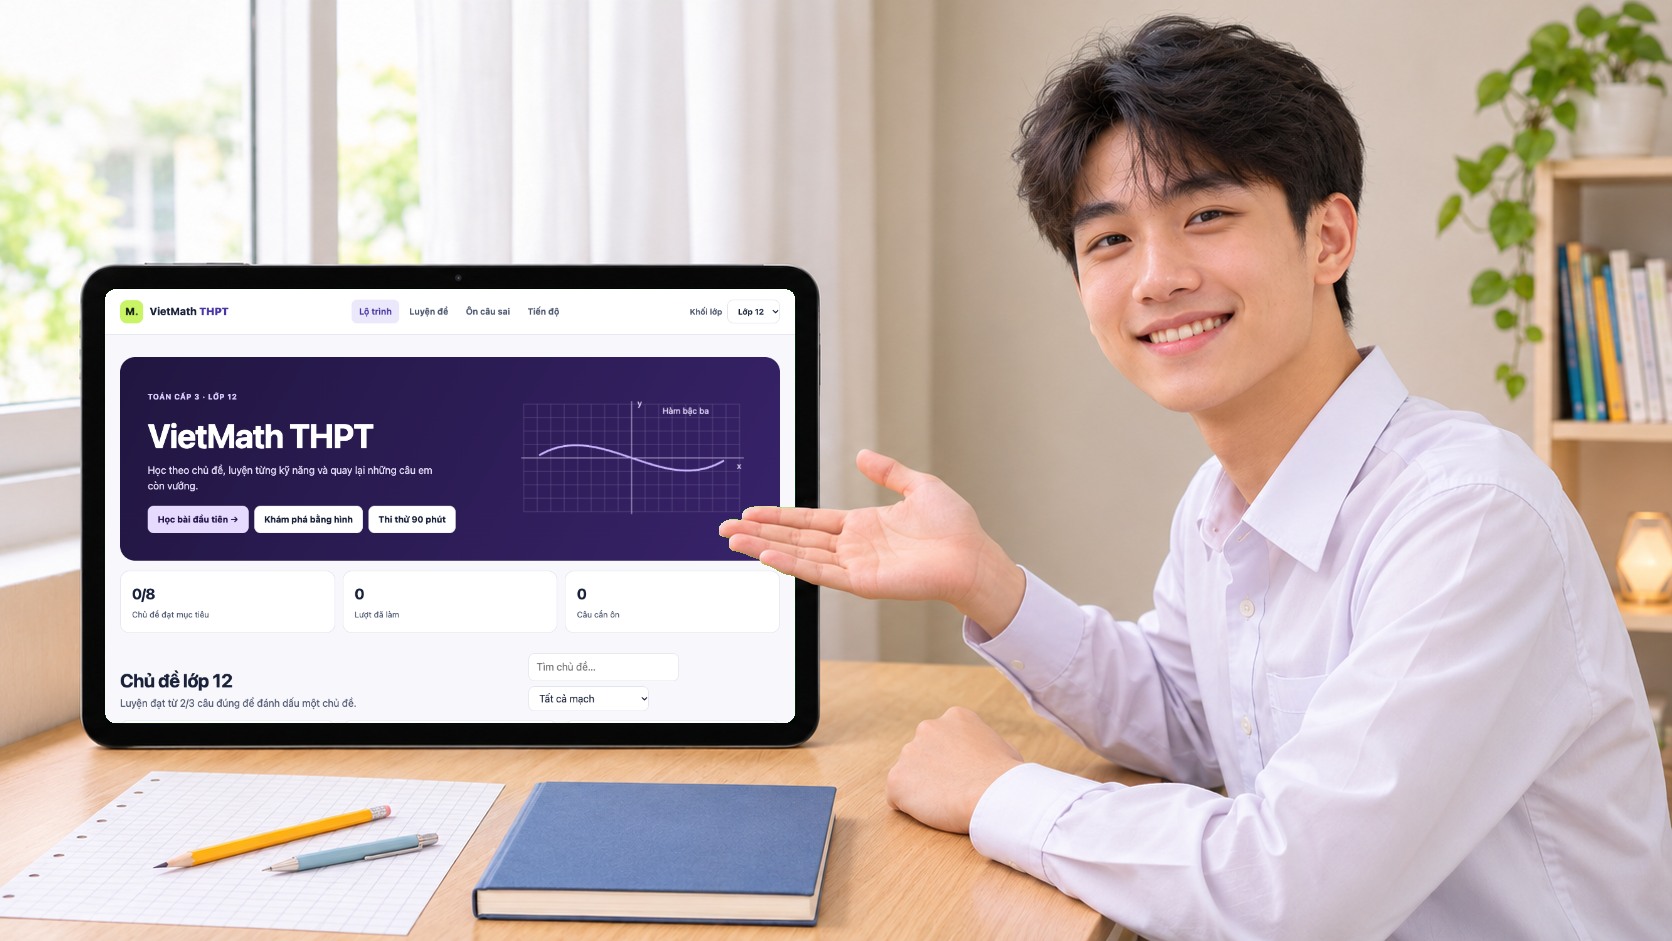 M. VietMath THPT
Lộ trình
Luyện đề
Ôn câu sai
Tiến độ
Khối lớp
Lớp 12
TOÁN CẤP 3 · LỚP 12
VietMath THPT
Học theo chủ đề, luyện từng kỹ năng và quay lại những câu em
còn vướng.
Học bài đầu tiên →
Khám phá bằng hình
Thi thử 90 phút
y
Hàm bậc ba
x
0/8
Chủ đề đạt mục tiêu
0
Lượt đã làm
0
Câu cần ôn
Chủ đề lớp 12
Luyện đạt từ 2/3 câu đúng để đánh dấu một chủ đề.
Tìm chủ đề...
Tất cả mạch